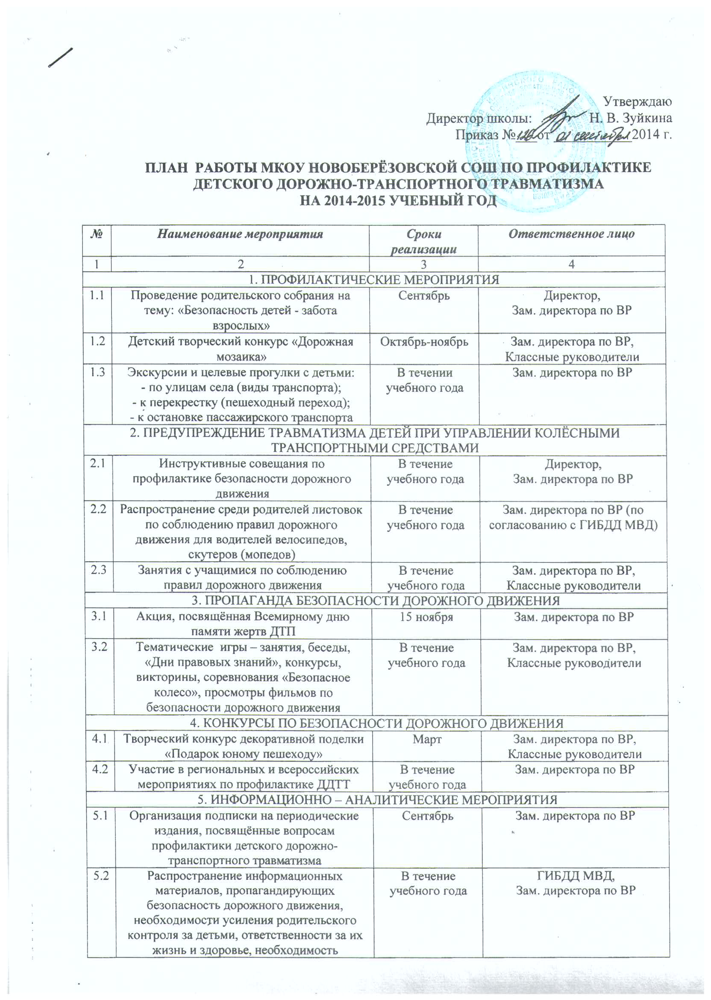 Утверждаю
Директор школы: Н. В. Зуйкина
Приказ № 126 от 01 сентября 2014 г.
ПЛАН РАБОТЫ МКОУ НОВОБЕРЁЗОВСКОЙ СОШ ПО ПРОФИЛАКТИКЕ
ДЕТСКОГО ДОРОЖНО-ТРАНСПОРТНОГО ТРАВМАТИЗМА
НА 2014-2015 УЧЕБНЫЙ ГОД
№ Наименование мероприятия Сроки Ответственное лицо
реализации
1 2 3 4
1. ПРОФИЛАКТИЧЕСКИЕ МЕРОПРИЯТИЯ
1.1 Проведение родительского собрания на Сентябрь Директор,
тему: «Безопасность детей - забота Зам. директора по ВР
взрослых»
1.2 Детский творческий конкурс «Дорожная Октябрь-ноябрь Зам. директора по ВР,
мозаика» Классные руководители
1.3 Экскурсии и целевые прогулки с детьми: В течении Зам. директора по ВР
- по улицам села (виды транспорта); учебного года
- к перекрестку (пешеходный переход);
- к остановке пассажирского транспорта
2. ПРЕДУПРЕЖДЕНИЕ ТРАВМАТИЗМА ДЕТЕЙ ПРИ УПРАВЛЕНИИ КОЛЁСНЫМИ
ТРАНСПОРТНЫМИ СРЕДСТВАМИ
2.1 Инструктивные совещания по В течение Директор,
профилактике безопасности дорожного учебного года Зам. директора по ВР
движения
2.2 Распространение среди родителей листовок В течение Зам. директора по ВР (по
по соблюдению правил дорожного учебного года согласованию с ГИБДД МВД)
движения для водителей велосипедов,
скутеров (мопедов)
2.3 Занятия с учащимися по соблюдению В течение Зам. директора по ВР,
правил дорожного движения учебного года Классные руководители
3. ПРОПАГАНДА БЕЗОПАСНОСТИ ДОРОЖНОГО ДВИЖЕНИЯ
3.1 Акция, посвящённая Всемирному дню 15 ноября Зам. директора по ВР
памяти жертв ДТП
3.2 Тематические игры – занятия, беседы, В течение Зам. директора по ВР,
«Дни правовых знаний», конкурсы, учебного года Классные руководители
викторины, соревнования «Безопасное
колесо», просмотры фильмов по
безопасности дорожного движения
4. КОНКУРСЫ ПО БЕЗОПАСНОСТИ ДОРОЖНОГО ДВИЖЕНИЯ
4.1 Творческий конкурс декоративной поделки Март Зам. директора по ВР,
«Подарок юному пешеходу» Классные руководители
4.2 Участие в региональных и всероссийских В течение Зам. директора по ВР
мероприятиях по профилактике ДДТТ учебного года
5. ИНФОРМАЦИОННО – АНАЛИТИЧЕСКИЕ МЕРОПРИЯТИЯ
5.1 Организация подписки на периодические Сентябрь Зам. директора по ВР
издания, посвящённые вопросам
профилактики детского дорожно-
транспортного травматизма
5.2 Распространение информационных В течение ГИБДД МВД,
материалов, пропагандирующих учебного года Зам. директора по ВР
безопасность дорожного движения,
необходимости усиления родительского
контроля за детьми, ответственности за их
жизнь и здоровье, необходимость